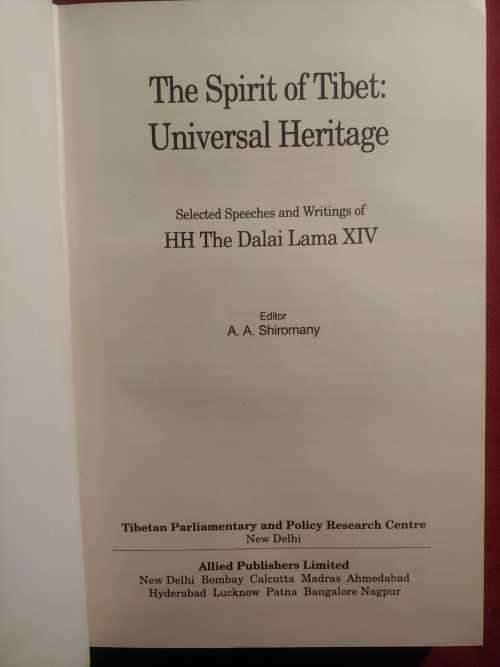 The Spirit of Tibet:
Universal Heritage
Selected Speeches and Writings of
HH The Dalai Lama XIV
Editor
A. A. Shiromany
Tibetan Parliamentary and Policy Research Centre
New Delhi
Allied Publishers Limited
New Delhi Bombay Calcutta Madras Ahmedabad
Hyderabad Lucknow Patna Bangalore Nagpur